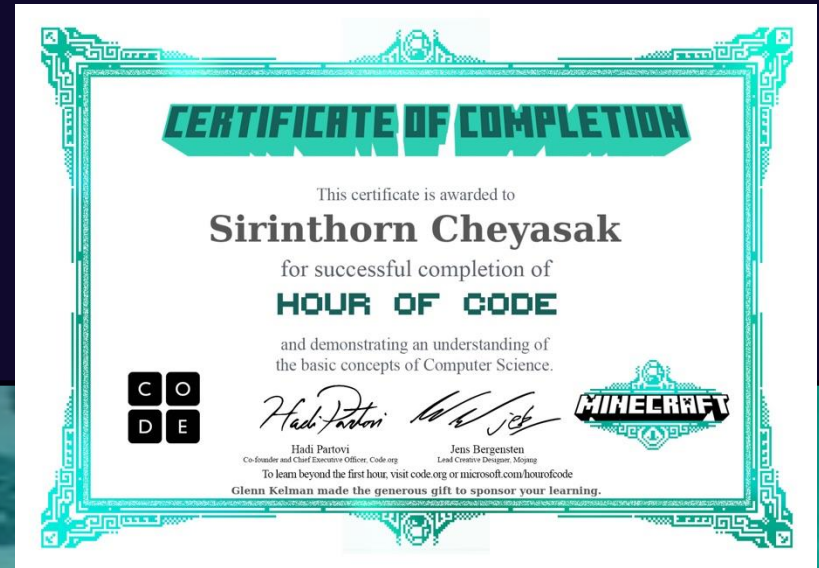 CERTIFICATE OF COMPLETION
This certificate is awarded to
Sirinthorn Cheyasak
for successful completion of
HOUR OF CODE
and demonstrating an understanding of
the basic concepts of Computer Science.
C O
D E
Hadi Partovi
jeb
MINECRAFT
Hadi Partovi
Co-founder and Chief Executive Officer, Code.org
Jens Bergensten
Lead Creative Designer, Mojang
To learn beyond the first hour, visit code.org or microsoft.com/hourofcode
Glenn Kelman made the generous gift to sponsor your learning.